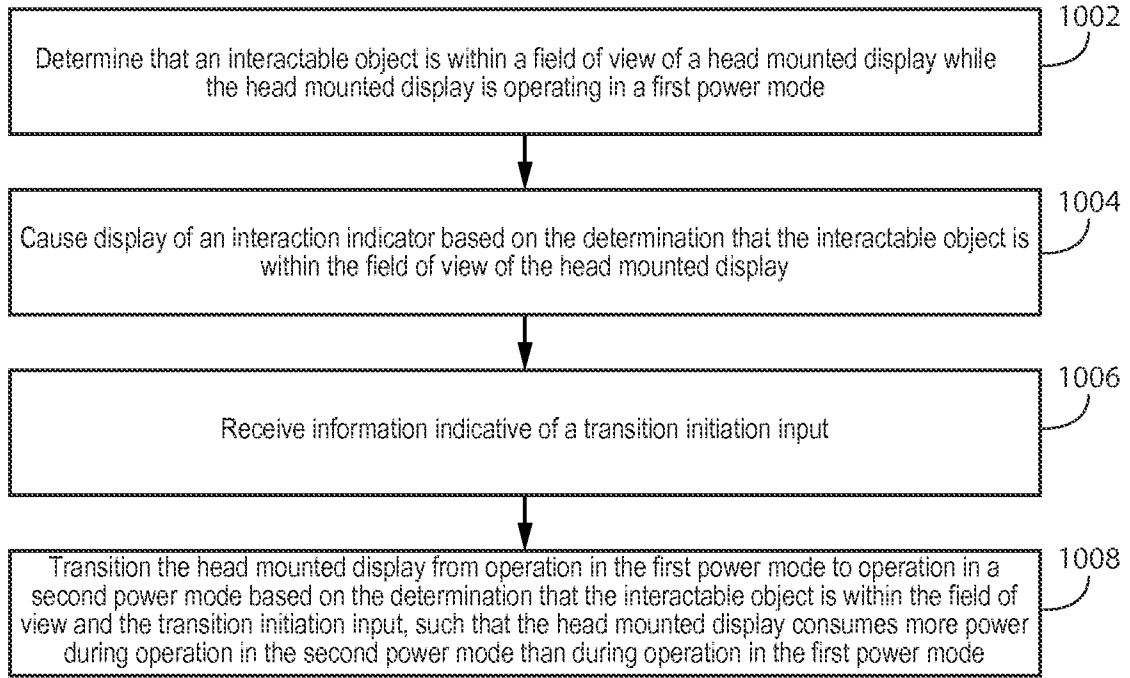 1002
Determine that an interactable object is within a field of view of a head mounted display while
the head mounted display is operating in a first power mode
1004
Cause display of an interaction indicator based on the determination that the interactable object is
within the field of view of the head mounted display
1006
Receive information indicative of a transition initiation input
1008
Transition the head mounted display from operation in the first power mode to operation in a
second power mode based on the determination that the interactable object is within the field of
view and the transition initiation input, such that the head mounted display consumes more power
during operation in the second power mode than during operation in the first power mode